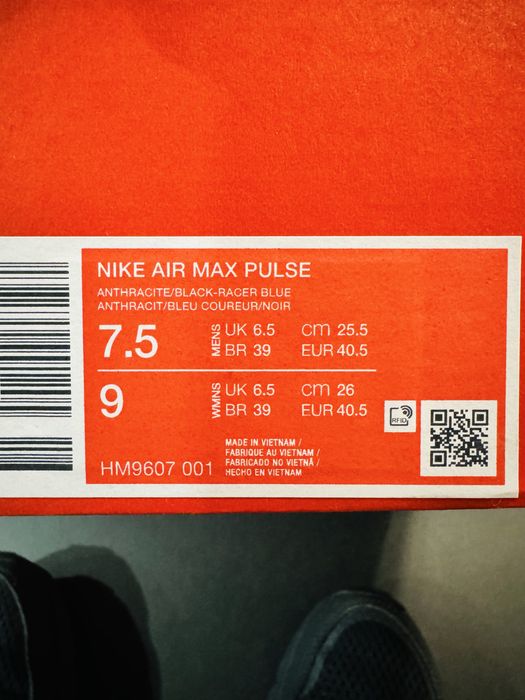 NIKE AIR MAX PULSE
ANTHRACITE/BLACK-RACER BLUE
ANTHRACIT/BLEU COUREUR/NOIR
7.5 MENS UK 6.5 cm 25.5
BR 39 EUR 40.5
9 WMNS UK 6.5 cm 26
BR 39 EUR 40.5
RFID
MADE IN VIETNAM /
FABRIQUE AU VIETNAM /
FABRICADO NO VIETNÃ /
HECHO EN VIETNAM
HM9607 001